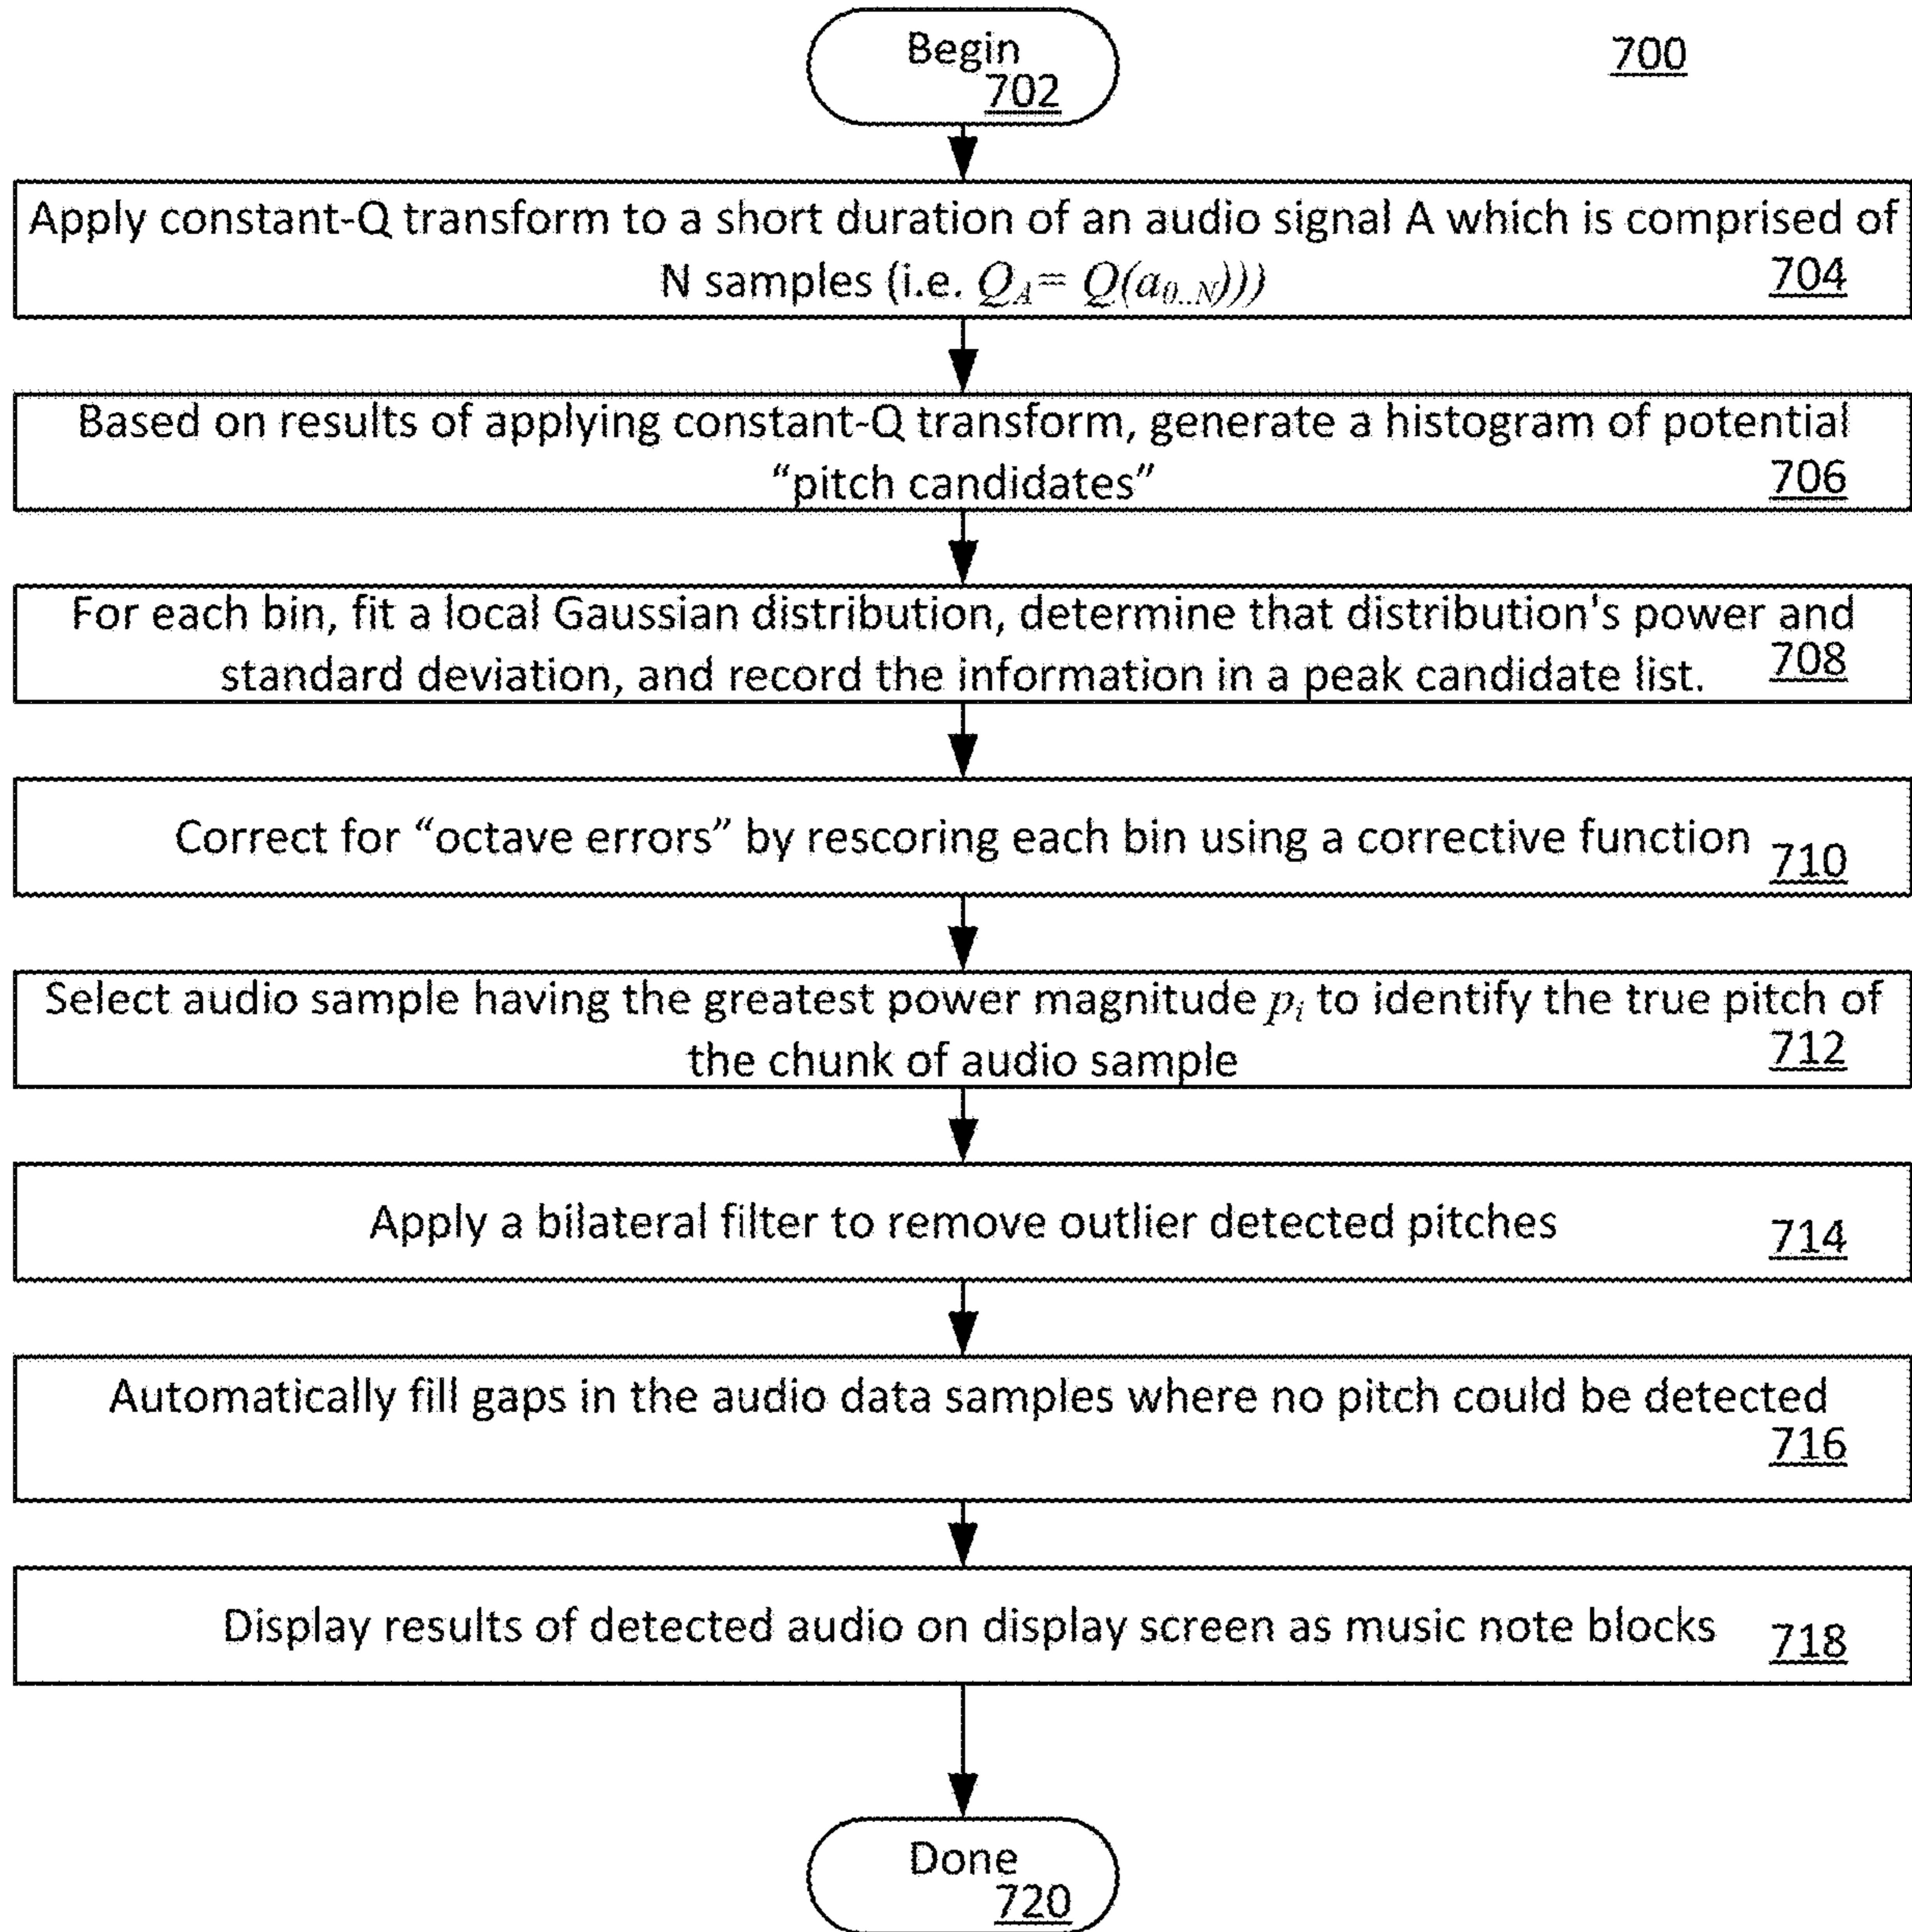 Begin
700
702
Apply constant-Q transform to a short duration of an audio signal A which is comprised of
N samples (i.e. Q_A= Q(a_{0..N})))
704
Based on results of applying constant-Q transform, generate a histogram of potential
“pitch candidates”
706
For each bin, fit a local Gaussian distribution, determine that distribution's power and
standard deviation, and record the information in a peak candidate list.
708
Correct for “octave errors” by rescoring each bin using a corrective function
710
Select audio sample having the greatest power magnitude p_i to identify the true pitch of
the chunk of audio sample
712
Apply a bilateral filter to remove outlier detected pitches
714
Automatically fill gaps in the audio data samples where no pitch could be detected
716
Display results of detected audio on display screen as music note blocks
718
Done
720